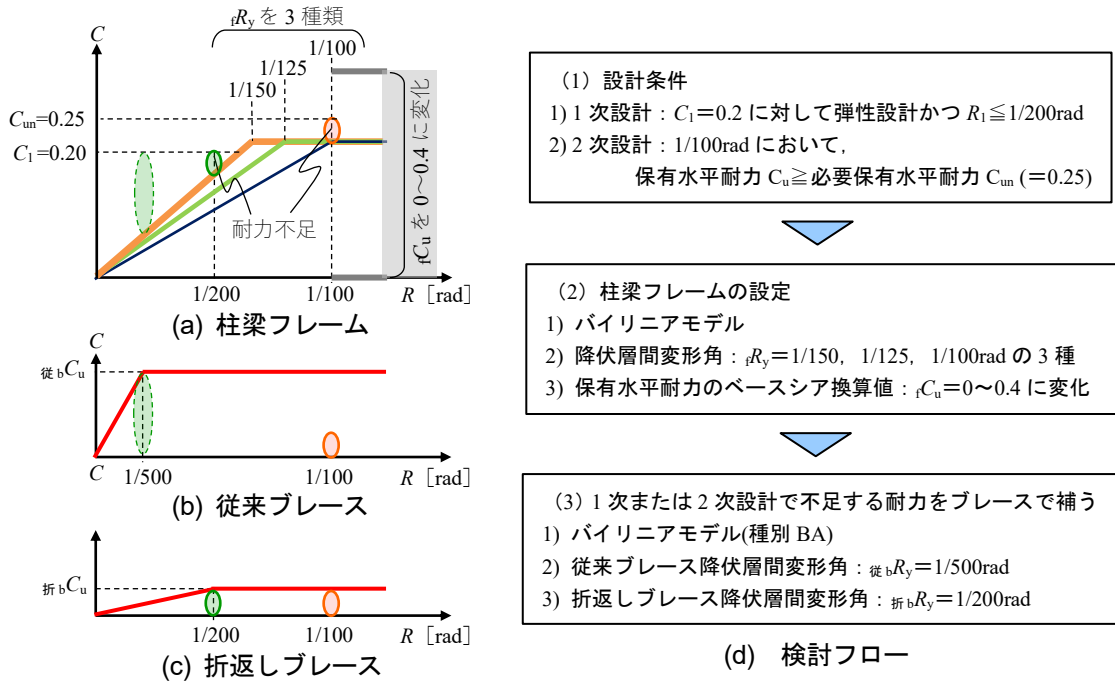 fRy を 3 種類
C
1/100
1/125
1/150
Cun=0.25
C1=0.20
耐力不足
fCu を 0～0.4 に変化
1/200
1/100
R [rad]
(a) 柱梁フレーム
C
従bCu
1/500
1/100
R [rad]
(b) 従来ブレース
C
折bCu
1/200
1/100
R [rad]
(c) 折返しブレース
（1）設計条件
1) 1 次設計：C1=0.2 に対して弾性設計かつ R1≦1/200rad
2) 2 次設計：1/100rad において，
保有水平耐力 Cu≧必要保有水平耐力 Cun (=0.25)
（2）柱梁フレームの設定
1) バイリニアモデル
2) 降伏層間変形角：fRy=1/150，1/125，1/100rad の 3 種
3) 保有水平耐力のベースシア換算値：fCu=0～0.4 に変化
（3）1 次または 2 次設計で不足する耐力をブレースで補う
1) バイリニアモデル(種別 BA)
2) 従来ブレース降伏層間変形角：従bRy=1/500rad
3) 折返しブレース降伏層間変形角：折bRy=1/200rad
(d) 検討フロー